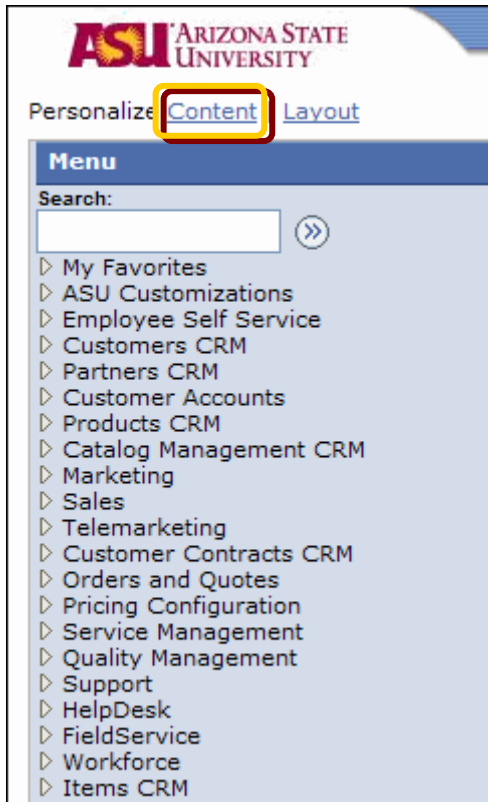 ASU ARIZONA STATE
UNIVERSITY
Personalize Content Layout
Menu
Search:
My Favorites
ASU Customizations
Employee Self Service
Customers CRM
Partners CRM
Customer Accounts
Products CRM
Catalog Management CRM
Marketing
Sales
Telemarketing
Customer Contracts CRM
Orders and Quotes
Pricing Configuration
Service Management
Quality Management
Support
HelpDesk
FieldService
Workforce
Items CRM